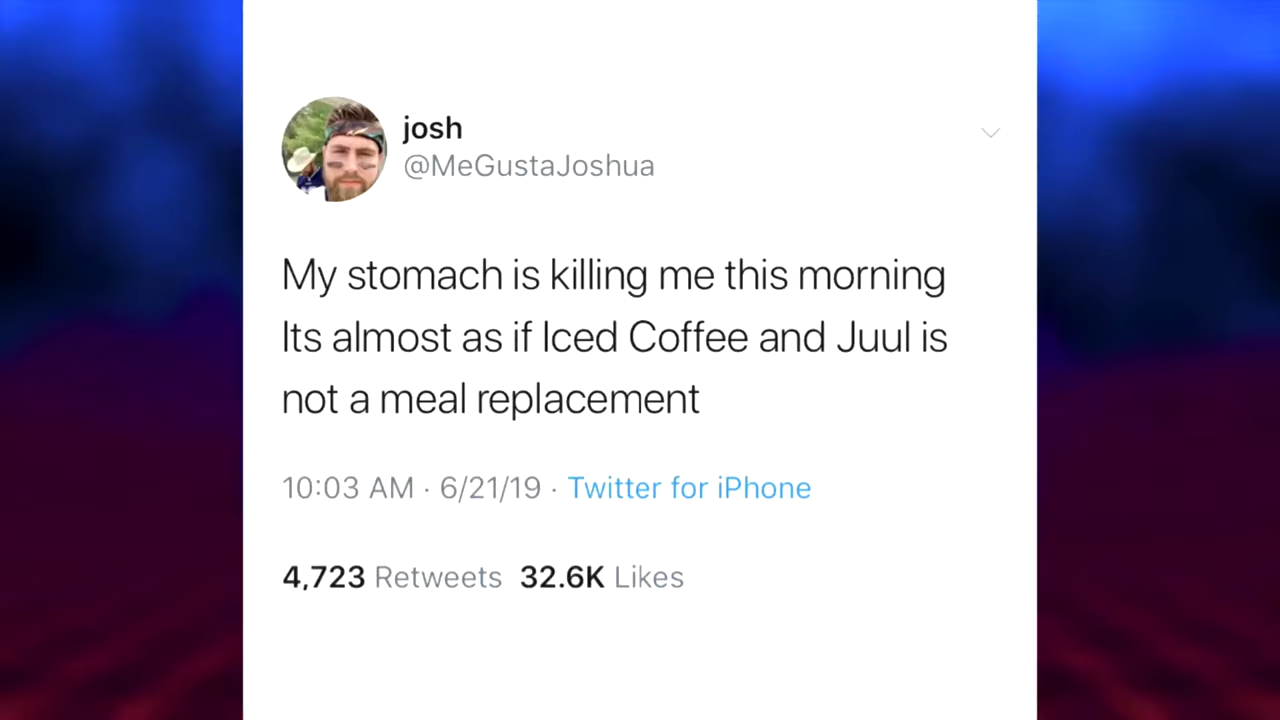 josh
@MeGustaJoshua
My stomach is killing me this morning
Its almost as if Iced Coffee and Juul is
not a meal replacement
10:03 AM · 6/21/19 · Twitter for iPhone
4,723 Retweets 32.6K Likes